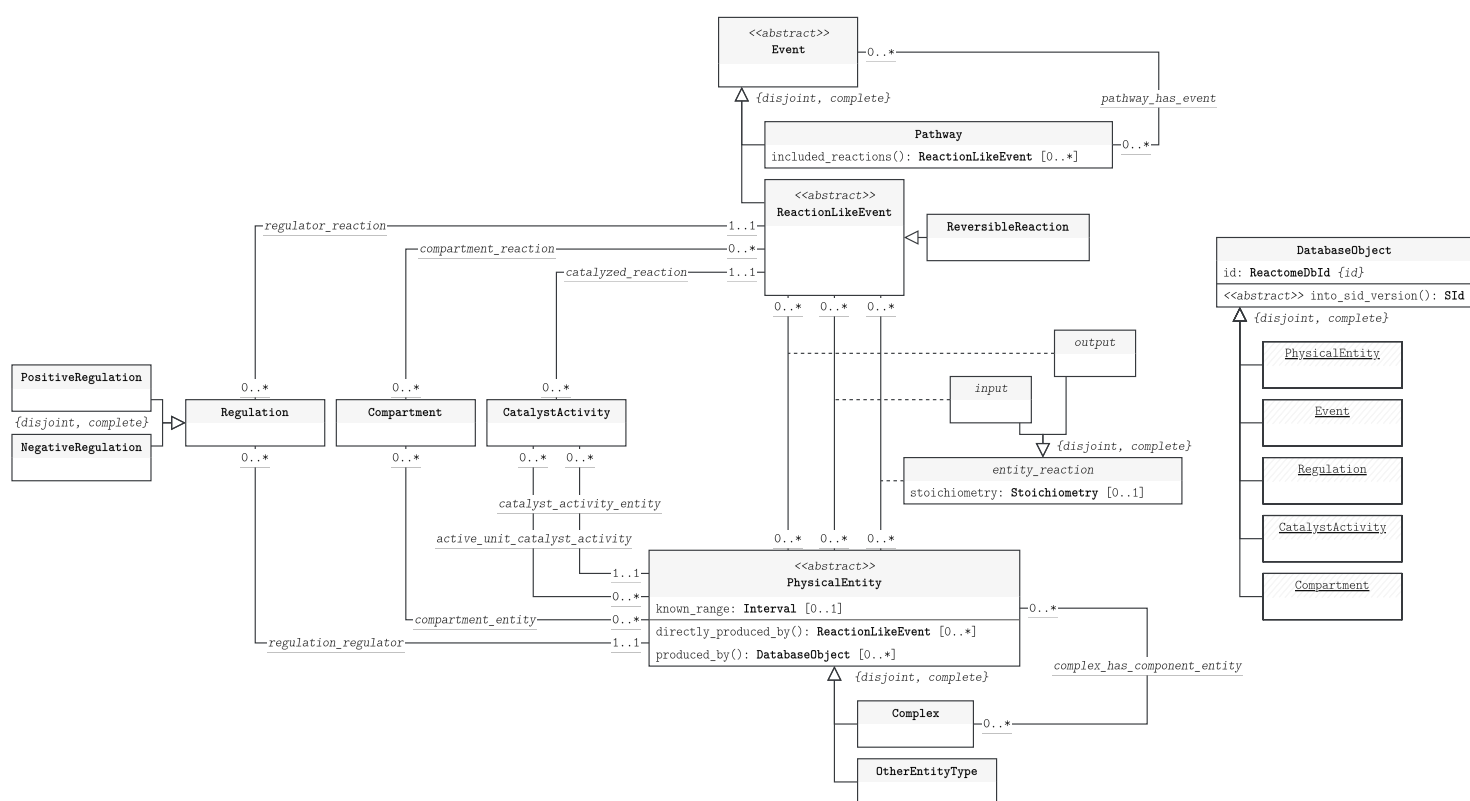 <<abstract>>
Event
0..*
{disjoint, complete}
pathway_has_event
Pathway
included_reactions(): ReactionLikeEvent [0..*]
0..*
<<abstract>>
ReactionLikeEvent
regulator_reaction
1..1
compartment_reaction
0..*
catalyzed_reaction
1..1
ReversibleReaction
DatabaseObject
id: ReactomeDbId {id}
<<abstract>> into_sid_version(): SId
{disjoint, complete}
0..*
0..*
0..*
output
PhysicalEntity
input
PositiveRegulation
{disjoint, complete}
NegativeRegulation
0..*
0..*
0..*
Regulation
Compartment
CatalystActivity
Event
{disjoint, complete}
0..*
0..*
0..*
0..*
entity_reaction
stoichiometry: Stoichiometry [0..1]
Regulation
catalyst_activity_entity
active_unit_catalyst_activity
0..*
0..*
0..*
CatalystActivity
<<abstract>>
PhysicalEntity
1..1
0..*
compartment_entity
0..*
regulation_regulator
1..1
known_range: Interval [0..1]
directly_produced_by(): ReactionLikeEvent [0..*]
produced_by(): DatabaseObject [0..*]
0..*
Compartment
complex_has_component_entity
{disjoint, complete}
Complex
0..*
OtherEntityType